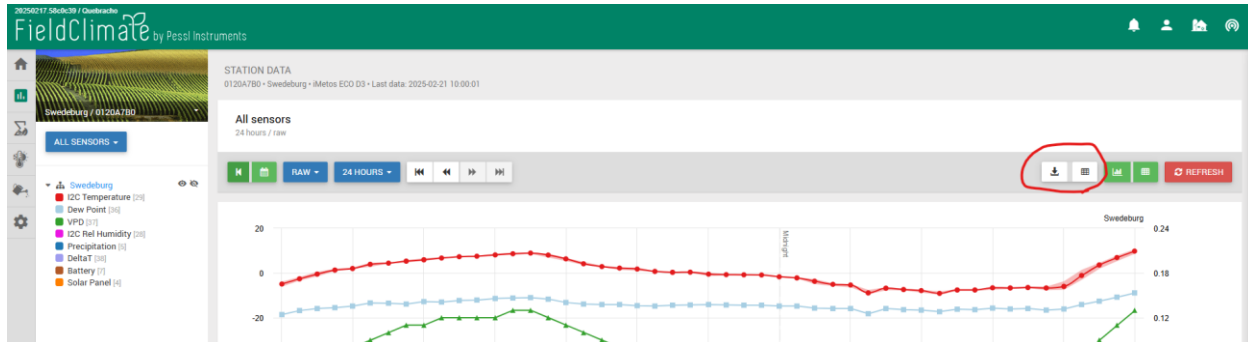 20250217.58c0c39 / Quebracho
FieldClimate by Pessl Instruments
Swedeburg / 0120A7B0
ALL SENSORS
Swedeburg
I2C Temperature [29]
Dew Point [36]
VPD [37]
I2C Rel Humidity [28]
Precipitation [5]
DeltaT [38]
Battery [7]
Solar Panel [4]
STATION DATA
0120A7B0 • Swedeburg • iMetos ECO D3 • Last data: 2025-02-21 10:00:01
All sensors
24 hours / raw
RAW
24 HOURS
REFRESH
Swedeburg
20
0
-20
Midnight
0.24
0.18
0.12